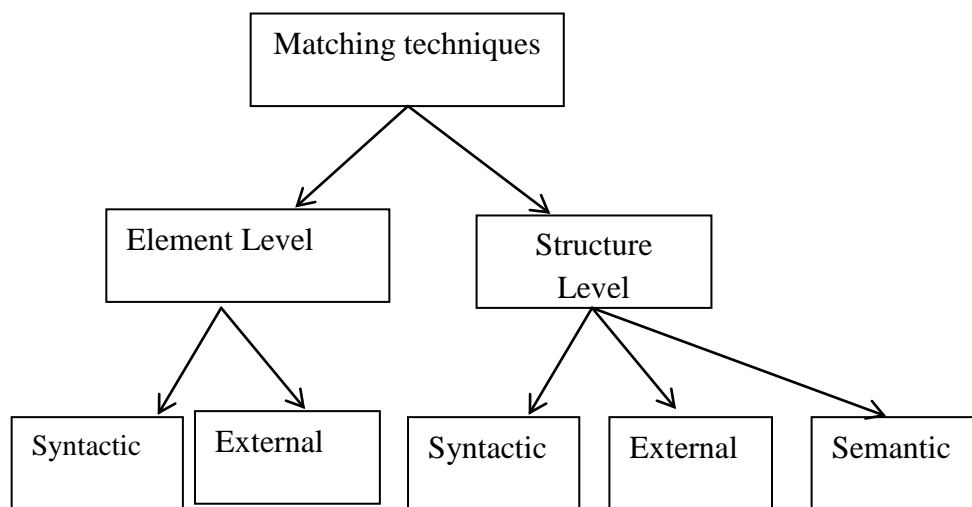 Matching techniques
Element Level
Structure
Level
Syntactic
External
Syntactic
External
Semantic